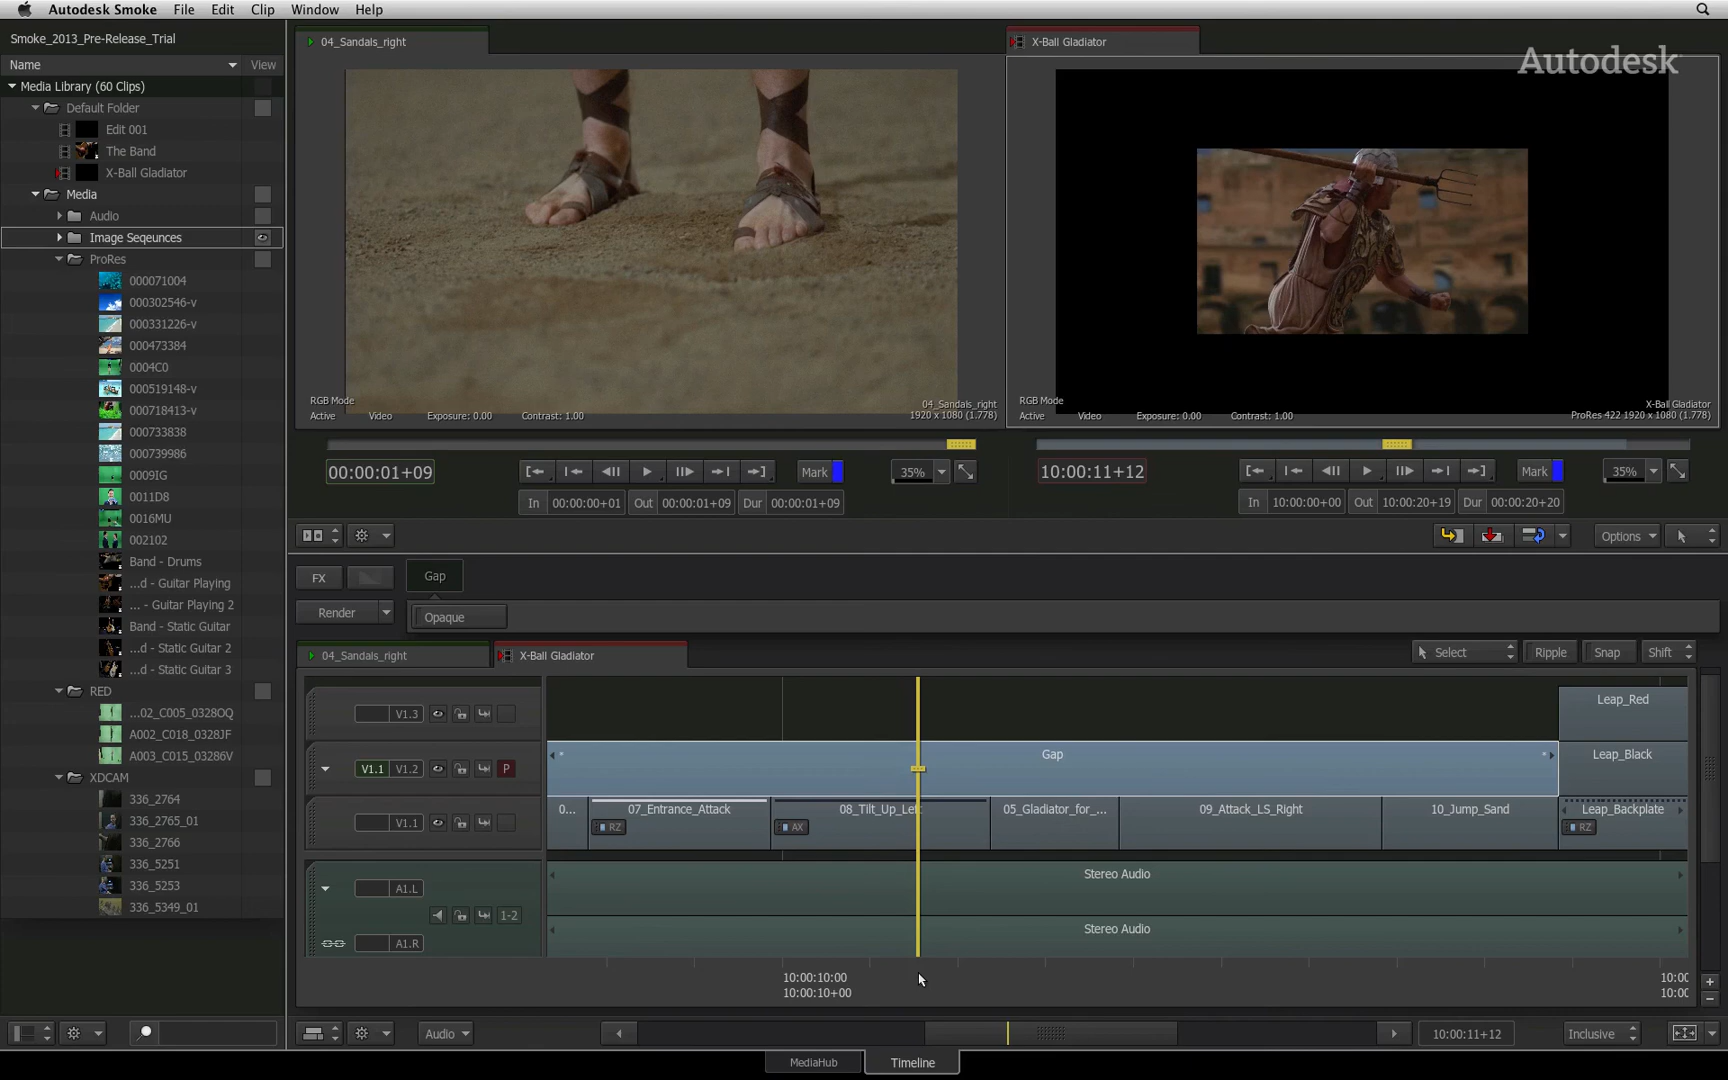 Autodesk Smoke File Edit Clip Window Help
Smoke_2013_Pre-Release_Trial
Name View
Media Library (60 Clips)
Default Folder
Edit 001
The Band
X-Ball Gladiator
Media
Audio
Image Seqeunces
ProRes
000071004
000302546-v
000331226-v
000473384
0004C0
000519148-v
000718413-v
000733838
000739986
0009IG
0011D8
0016MU
002102
Band - Drums
...d - Guitar Playing
... - Guitar Playing 2
Band - Static Guitar
...d - Static Guitar 2
...d - Static Guitar 3
RED
...02_C005_0328OQ
A002_C018_0328JF
A003_C015_03286V
XDCAM
336_2764
336_2765_01
336_2766
336_5251
336_5253
336_5349_01
04_Sandals_right
RGB Mode
Active Video Exposure: 0.00 Contrast: 1.00
04_Sandals_right
1920 x 1080 (1.778)
00:00:01+09
Mark
35%
In 00:00:00+01 Out 00:00:01+09 Dur 00:00:01+09
X-Ball Gladiator
Autodesk
RGB Mode
Active Video Exposure: 0.00 Contrast: 1.00
X-Ball Gladiator
ProRes 422 1920 x 1080 (1.778)
10:00:11+12
Mark
35%
In 10:00:00+00 Out 10:00:20+19 Dur 00:00:20+20
Options
FX Gap
Render Opaque
04_Sandals_right X-Ball Gladiator Select Ripple Snap Shift
V1.3 Leap_Red
V1.1 V1.2 P Gap Leap_Black
V1.1 0... 07_Entrance_Attack 08_Tilt_Up_Le 05_Gladiator_for_... 09_Attack_LS_Right 10_Jump_Sand Leap_Backplate
RZ AX RZ
A1.L Stereo Audio
1-2
A1.R Stereo Audio
10:00:10:00 10:00
10:00:10+00 10:00
Audio 10:00:11+12 Inclusive
MediaHub Timeline